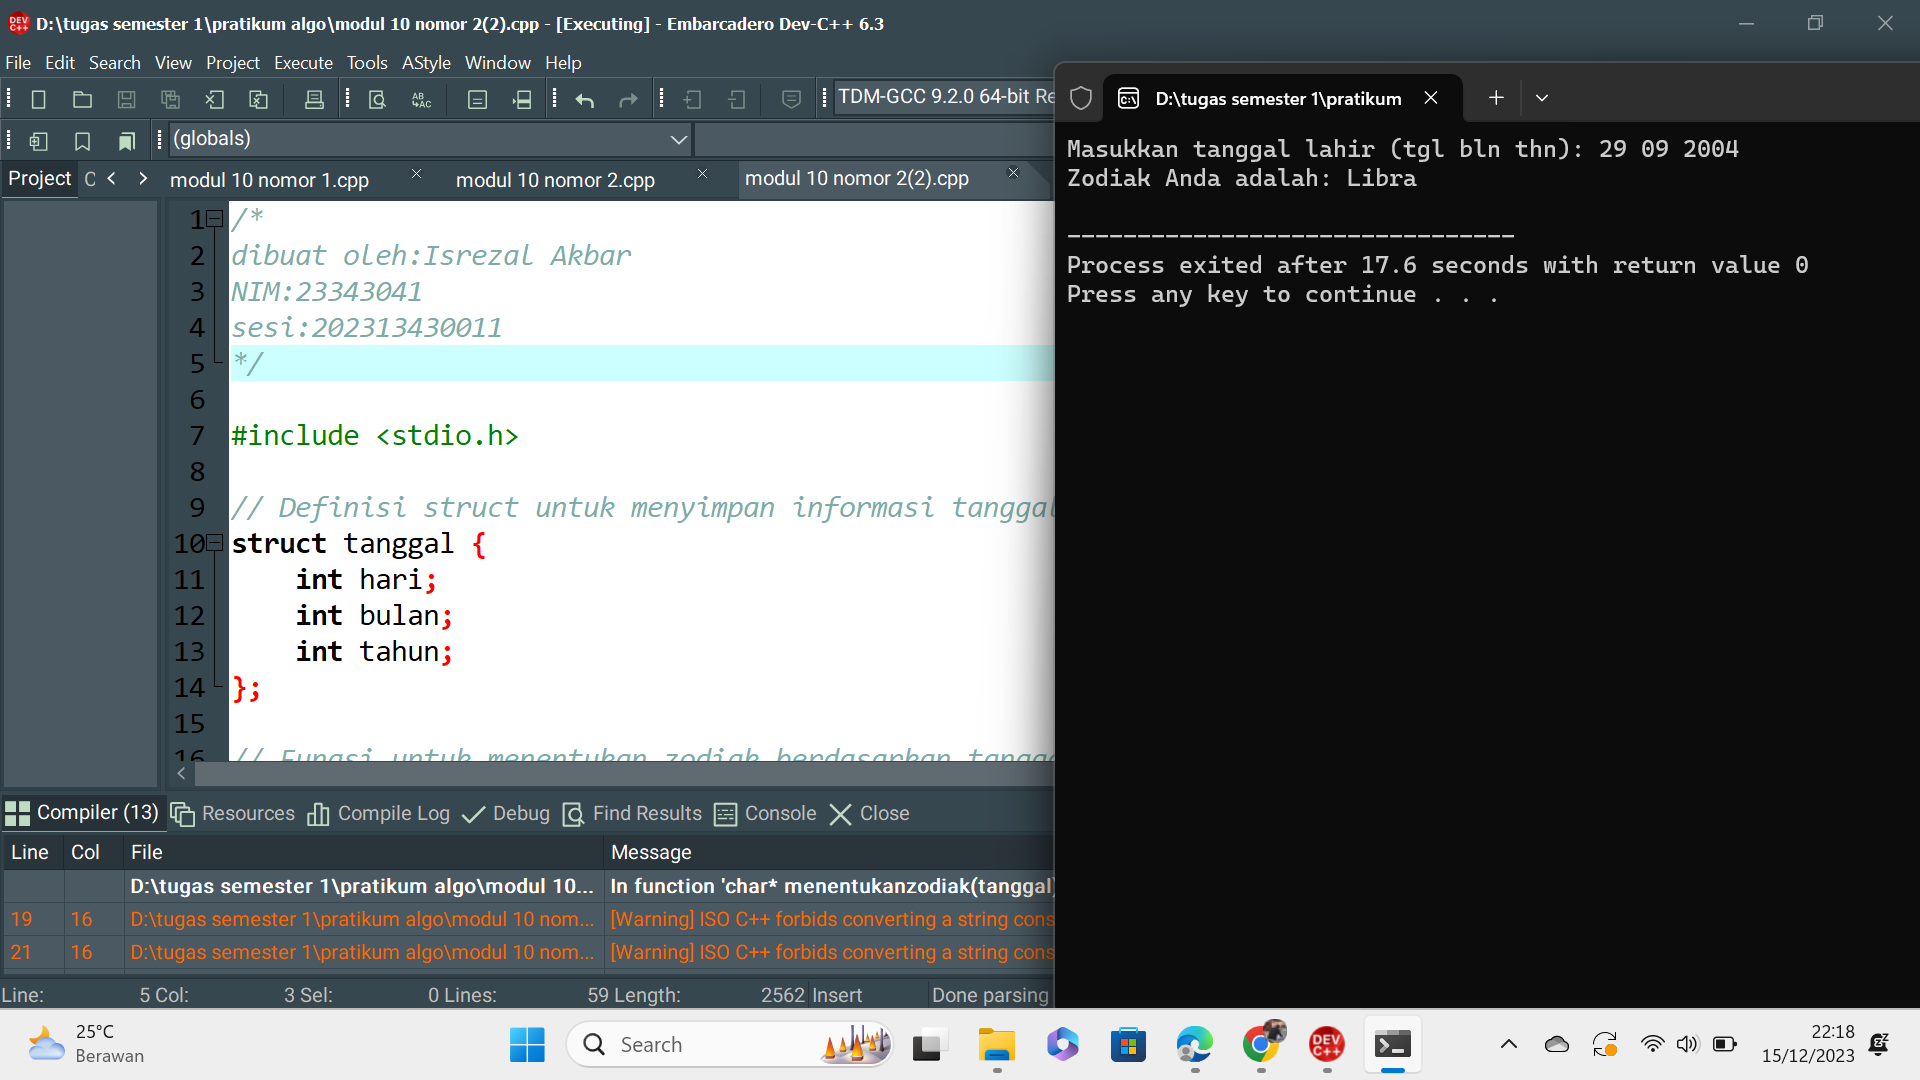 D:\tugas semester 1\pratikum algo\modul 10 nomor 2(2).cpp - [Executing] - Embarcadero Dev-C++ 6.3
File Edit Search View Project Execute Tools AStyle Window Help
TDM-GCC 9.2.0 64-bit Re
(globals)
Project
modul 10 nomor 1.cpp
modul 10 nomor 2.cpp
modul 10 nomor 2(2).cpp
1 /*
2 dibuat oleh:Isrezal Akbar
3 NIM:23343041
4 sesi:202313430011
5 */
6
7 #include <stdio.h>
8
9 // Definisi struct untuk menyimpan informasi tanggal
10 struct tanggal {
11 int hari;
12 int bulan;
13 int tahun;
14 };
15
16 // Fungsi untuk menentukan zodiak berdasarkan
D:\tugas semester 1\pratikum
Masukkan tanggal lahir (tgl bln thn): 29 09 2004
Zodiak Anda adalah: Libra
--------------------------------
Process exited after 17.6 seconds with return value 0
Press any key to continue . . .
Compiler (13) Resources Compile Log Debug Find Results Console Close
Line Col File Message
D:\tugas semester 1\pratikum algo\modul 10... In function 'char* menentukanzodiak(tanggal)
19 16 D:\tugas semester 1\pratikum algo\modul 10 nom... [Warning] ISO C++ forbids converting a string cons
21 16 D:\tugas semester 1\pratikum algo\modul 10 nom... [Warning] ISO C++ forbids converting a string cons
Line: 5 Col: 3 Sel: 0 Lines: 59 Length: 2562 Insert Done parsing
25°C
Berawan
Search
DEV C++
22:18
15/12/2023